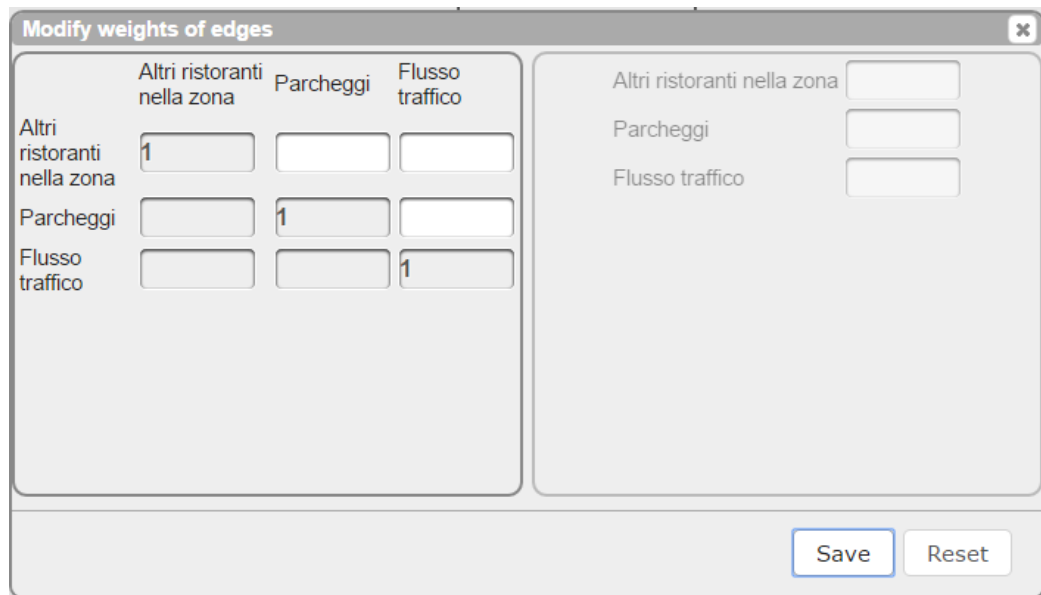 Modify weights of edges
Altri ristoranti nella zona
Parcheggi
Flusso traffico
Altri ristoranti nella zona
1
Parcheggi
1
Flusso traffico
1
Altri ristoranti nella zona
Parcheggi
Flusso traffico
Save
Reset